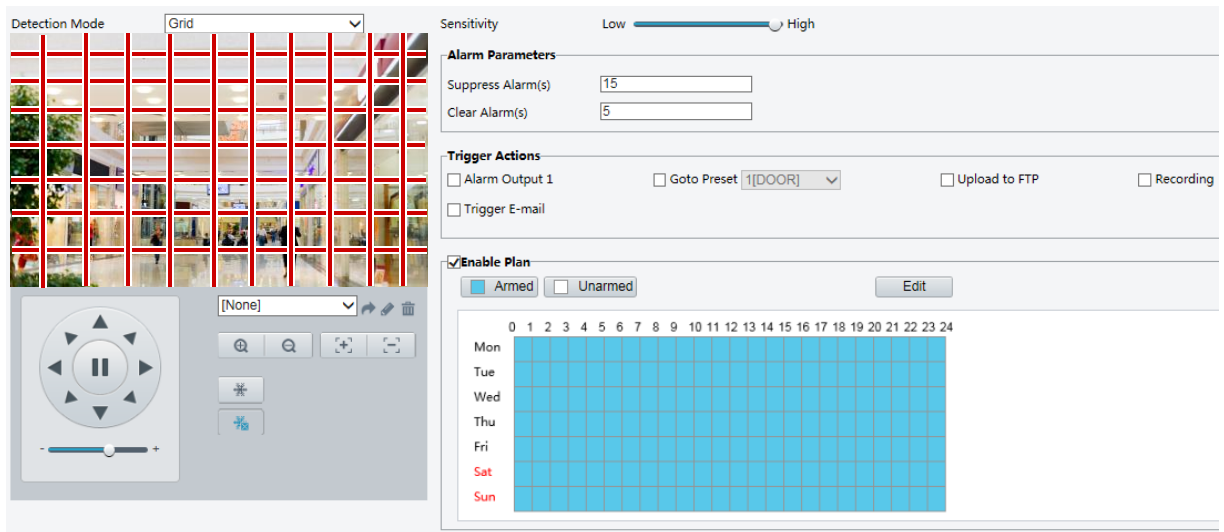 Detection Mode Grid
Sensitivity Low High
Alarm Parameters
Suppress Alarm(s) 15
Clear Alarm(s) 5
Trigger Actions
Alarm Output 1 Goto Preset 1[DOOR] Upload to FTP Recording
Trigger E-mail
Enable Plan
Armed Unarmed Edit
[None]
- +
0 1 2 3 4 5 6 7 8 9 10 11 12 13 14 15 16 17 18 19 20 21 22 23 24
Mon
Tue
Wed
Thu
Fri
Sat
Sun